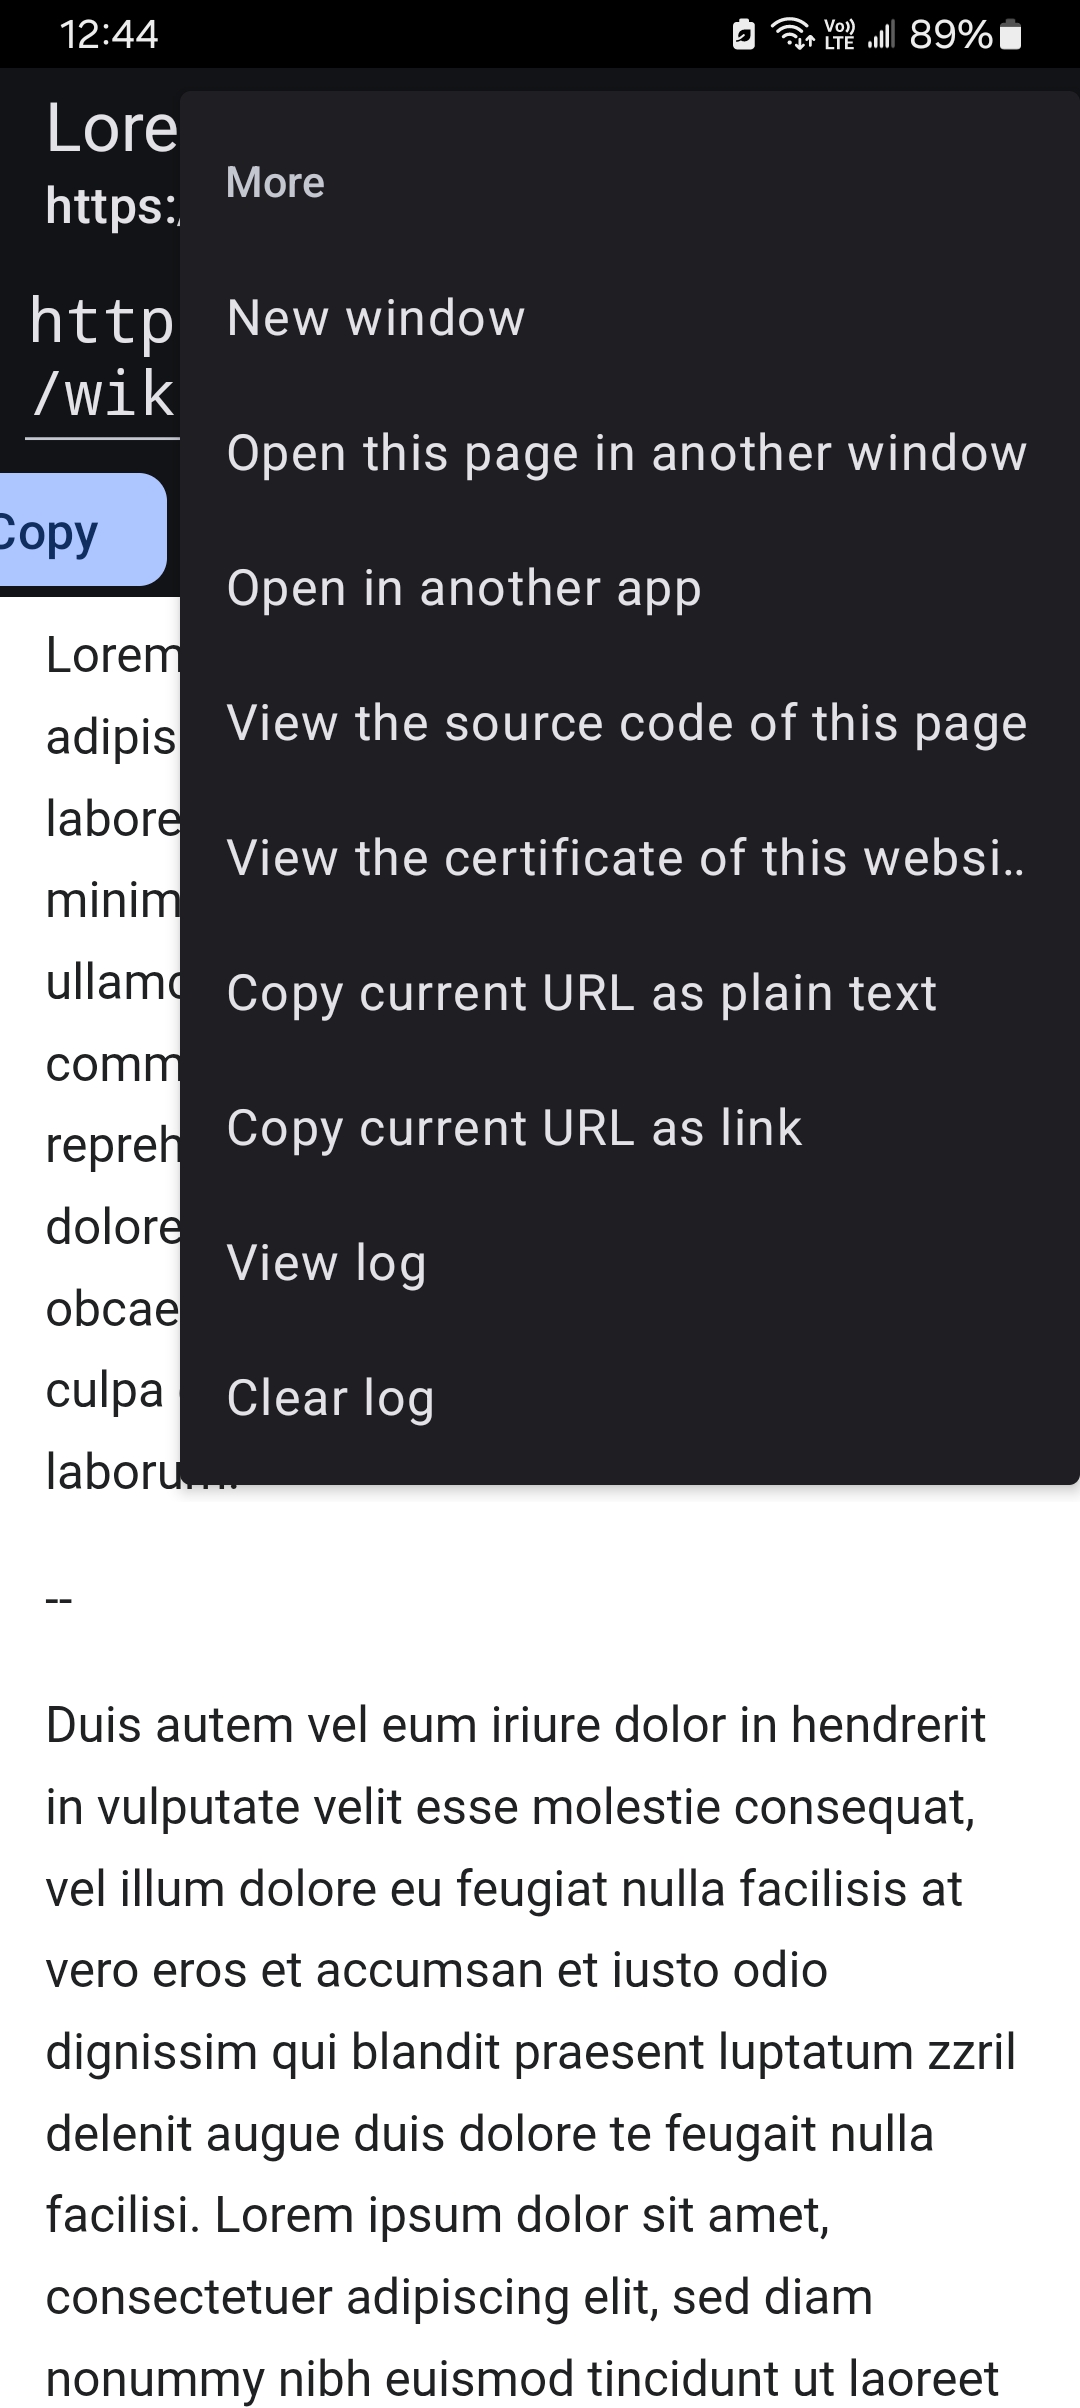 12:44 Vo)) LTE 89%
Lore
https:/
http
/wik
Copy
More
New window
Open this page in another window
Open in another app
View the source code of this page
View the certificate of this websi..
Copy current URL as plain text
Copy current URL as link
View log
Clear log
Lorem
adipis
labore
minim
ullamc
comm
repreh
dolore
obcae
culpa
laborum.
--
Duis autem vel eum iriure dolor in hendrerit
in vulputate velit esse molestie consequat,
vel illum dolore eu feugiat nulla facilisis at
vero eros et accumsan et iusto odio
dignissim qui blandit praesent luptatum zzril
delenit augue duis dolore te feugait nulla
facilisi. Lorem ipsum dolor sit amet,
consectetuer adipiscing elit, sed diam
nonummy nibh euismod tincidunt ut laoreet